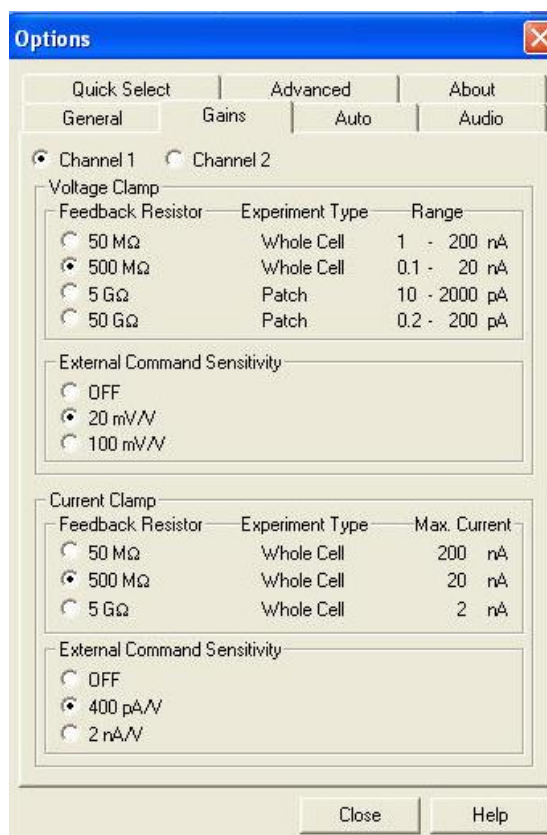 Options
Quick Select Advanced About
General Gains Auto Audio
Channel 1 Channel 2
Voltage Clamp
Feedback Resistor Experiment Type Range
50 MΩ Whole Cell 1 - 200 nA
500 MΩ Whole Cell 0.1 - 20 nA
5 GΩ Patch 10 - 2000 pA
50 GΩ Patch 0.2 - 200 pA
External Command Sensitivity
OFF
20 mV/V
100 mV/V
Current Clamp
Feedback Resistor Experiment Type Max. Current
50 MΩ Whole Cell 200 nA
500 MΩ Whole Cell 20 nA
5 GΩ Whole Cell 2 nA
External Command Sensitivity
OFF
400 pA/V
2 nA/V
Close Help